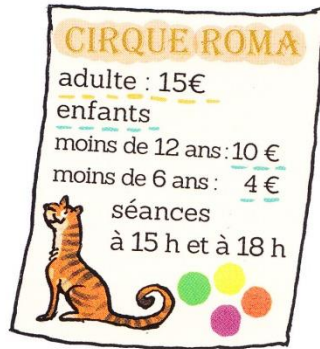 CIRQUE ROMA
adulte : 15€
enfants
moins de 12 ans : 10 €
moins de 6 ans : 4 €
séances
à 15 h et à 18 h